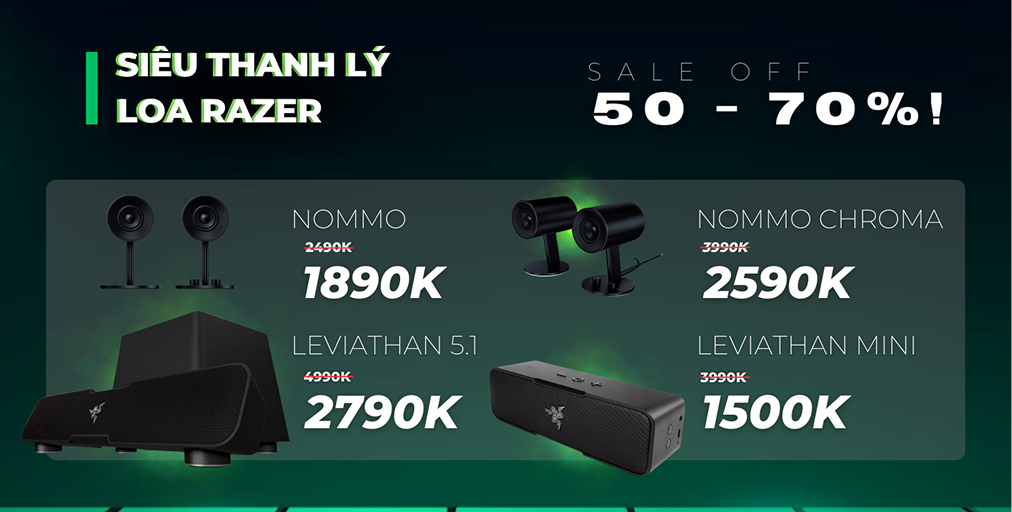 SIÊU THANH LÝ
LOA RAZER
SALE OFF
50 - 70%!
NOMMO
2490K
1890K
NOMMO CHROMA
3990K
2590K
LEVIATHAN 5.1
4990K
2790K
LEVIATHAN MINI
3990K
1500K